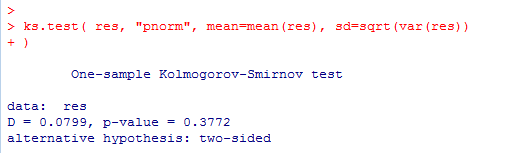 >
> ks.test( res, "pnorm", mean=mean(res), sd=sqrt(var(res))
+ )
One-sample Kolmogorov-Smirnov test
data:  res
D = 0.0799, p-value = 0.3772
alternative hypothesis: two-sided